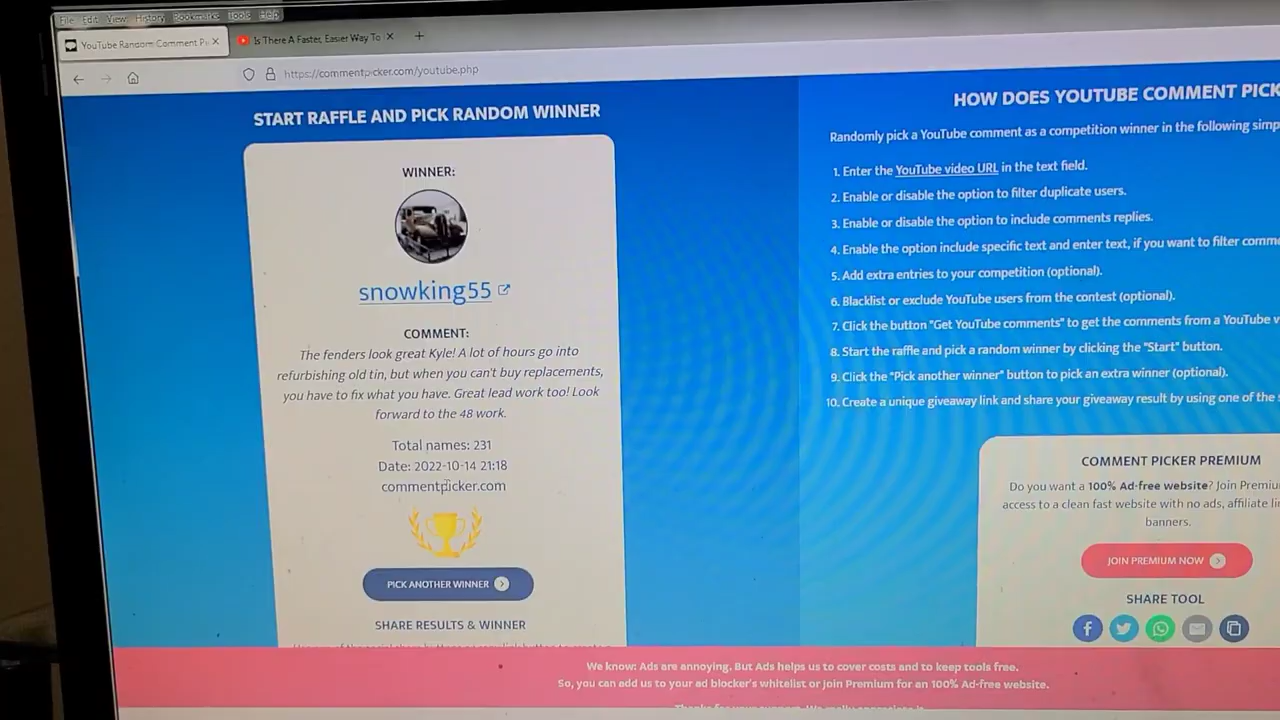 File Edit View History Bookmarks Tools Help
YouTube Random Comment Pi
Is There A Faster, Easier Way To
https://commentpicker.com/youtube.php
START RAFFLE AND PICK RANDOM WINNER
WINNER:
snowking55
COMMENT:
The fenders look great Kyle! A lot of hours go into
refurbishing old tin, but when you can't buy replacements,
you have to fix what you have. Great lead work too! Look
forward to the 48 work.
Total names: 231
Date: 2022-10-14 21:18
commentpicker.com
PICK ANOTHER WINNER
SHARE RESULTS & WINNER
HOW DOES YOUTUBE COMMENT PICK
Randomly pick a YouTube comment as a competition winner in the following simp
1. Enter the YouTube video URL in the text field.
2. Enable or disable the option to filter duplicate users.
3. Enable or disable the option to include comments replies.
4. Enable the option include specific text and enter text, if you want to filter comme
5. Add extra entries to your competition (optional).
6. Blacklist or exclude YouTube users from the contest (optional).
7. Click the button "Get YouTube comments" to get the comments from a YouTube v
8. Start the raffle and pick a random winner by clicking the "Start" button.
9. Click the "Pick another winner" button to pick an extra winner (optional).
10. Create a unique giveaway link and share your giveaway result by using one of the s
COMMENT PICKER PREMIUM
Do you want a 100% Ad-free website? Join Premiu
access to a clean fast website with no ads, affiliate li
banners.
JOIN PREMIUM NOW
SHARE TOOL
We know: Ads are annoying. But Ads helps us to cover costs and to keep tools free.
So, you can add us to your ad blocker's whitelist or Join Premium for an 100% Ad-free website.